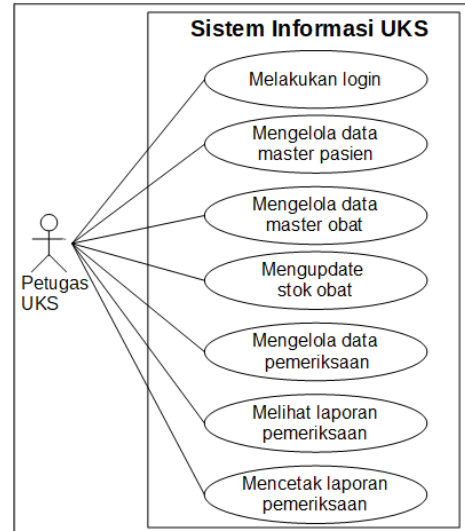 Sistem Informasi UKS
Melakukan login
Mengelola data
master pasien
Mengelola data
master obat
Mengupdate
stok obat
Petugas
UKS
Mengelola data
pemeriksaan
Melihat laporan
pemeriksaan
Mencetak laporan
pemeriksaan